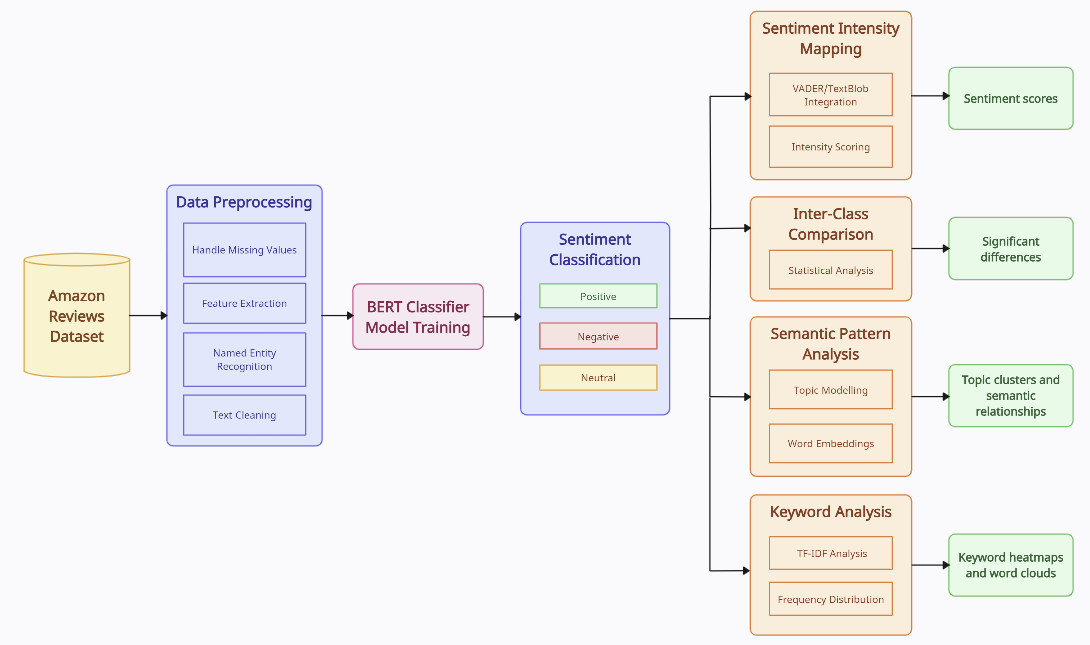 Amazon
Reviews
Dataset
Data Preprocessing
Handle Missing Values
Feature Extraction
Named Entity
Recognition
Text Cleaning
BERT Classifier
Model Training
Sentiment
Classification
Positive
Negative
Neutral
Sentiment Intensity
Mapping
VADER/TextBlob
Integration
Intensity Scoring
Sentiment scores
Inter-Class
Comparison
Statistical Analysis
Significant
differences
Semantic Pattern
Analysis
Topic Modelling
Word Embeddings
Topic clusters and
semantic
relationships
Keyword Analysis
TF-IDF Analysis
Frequency Distribution
Keyword heatmaps
and word clouds